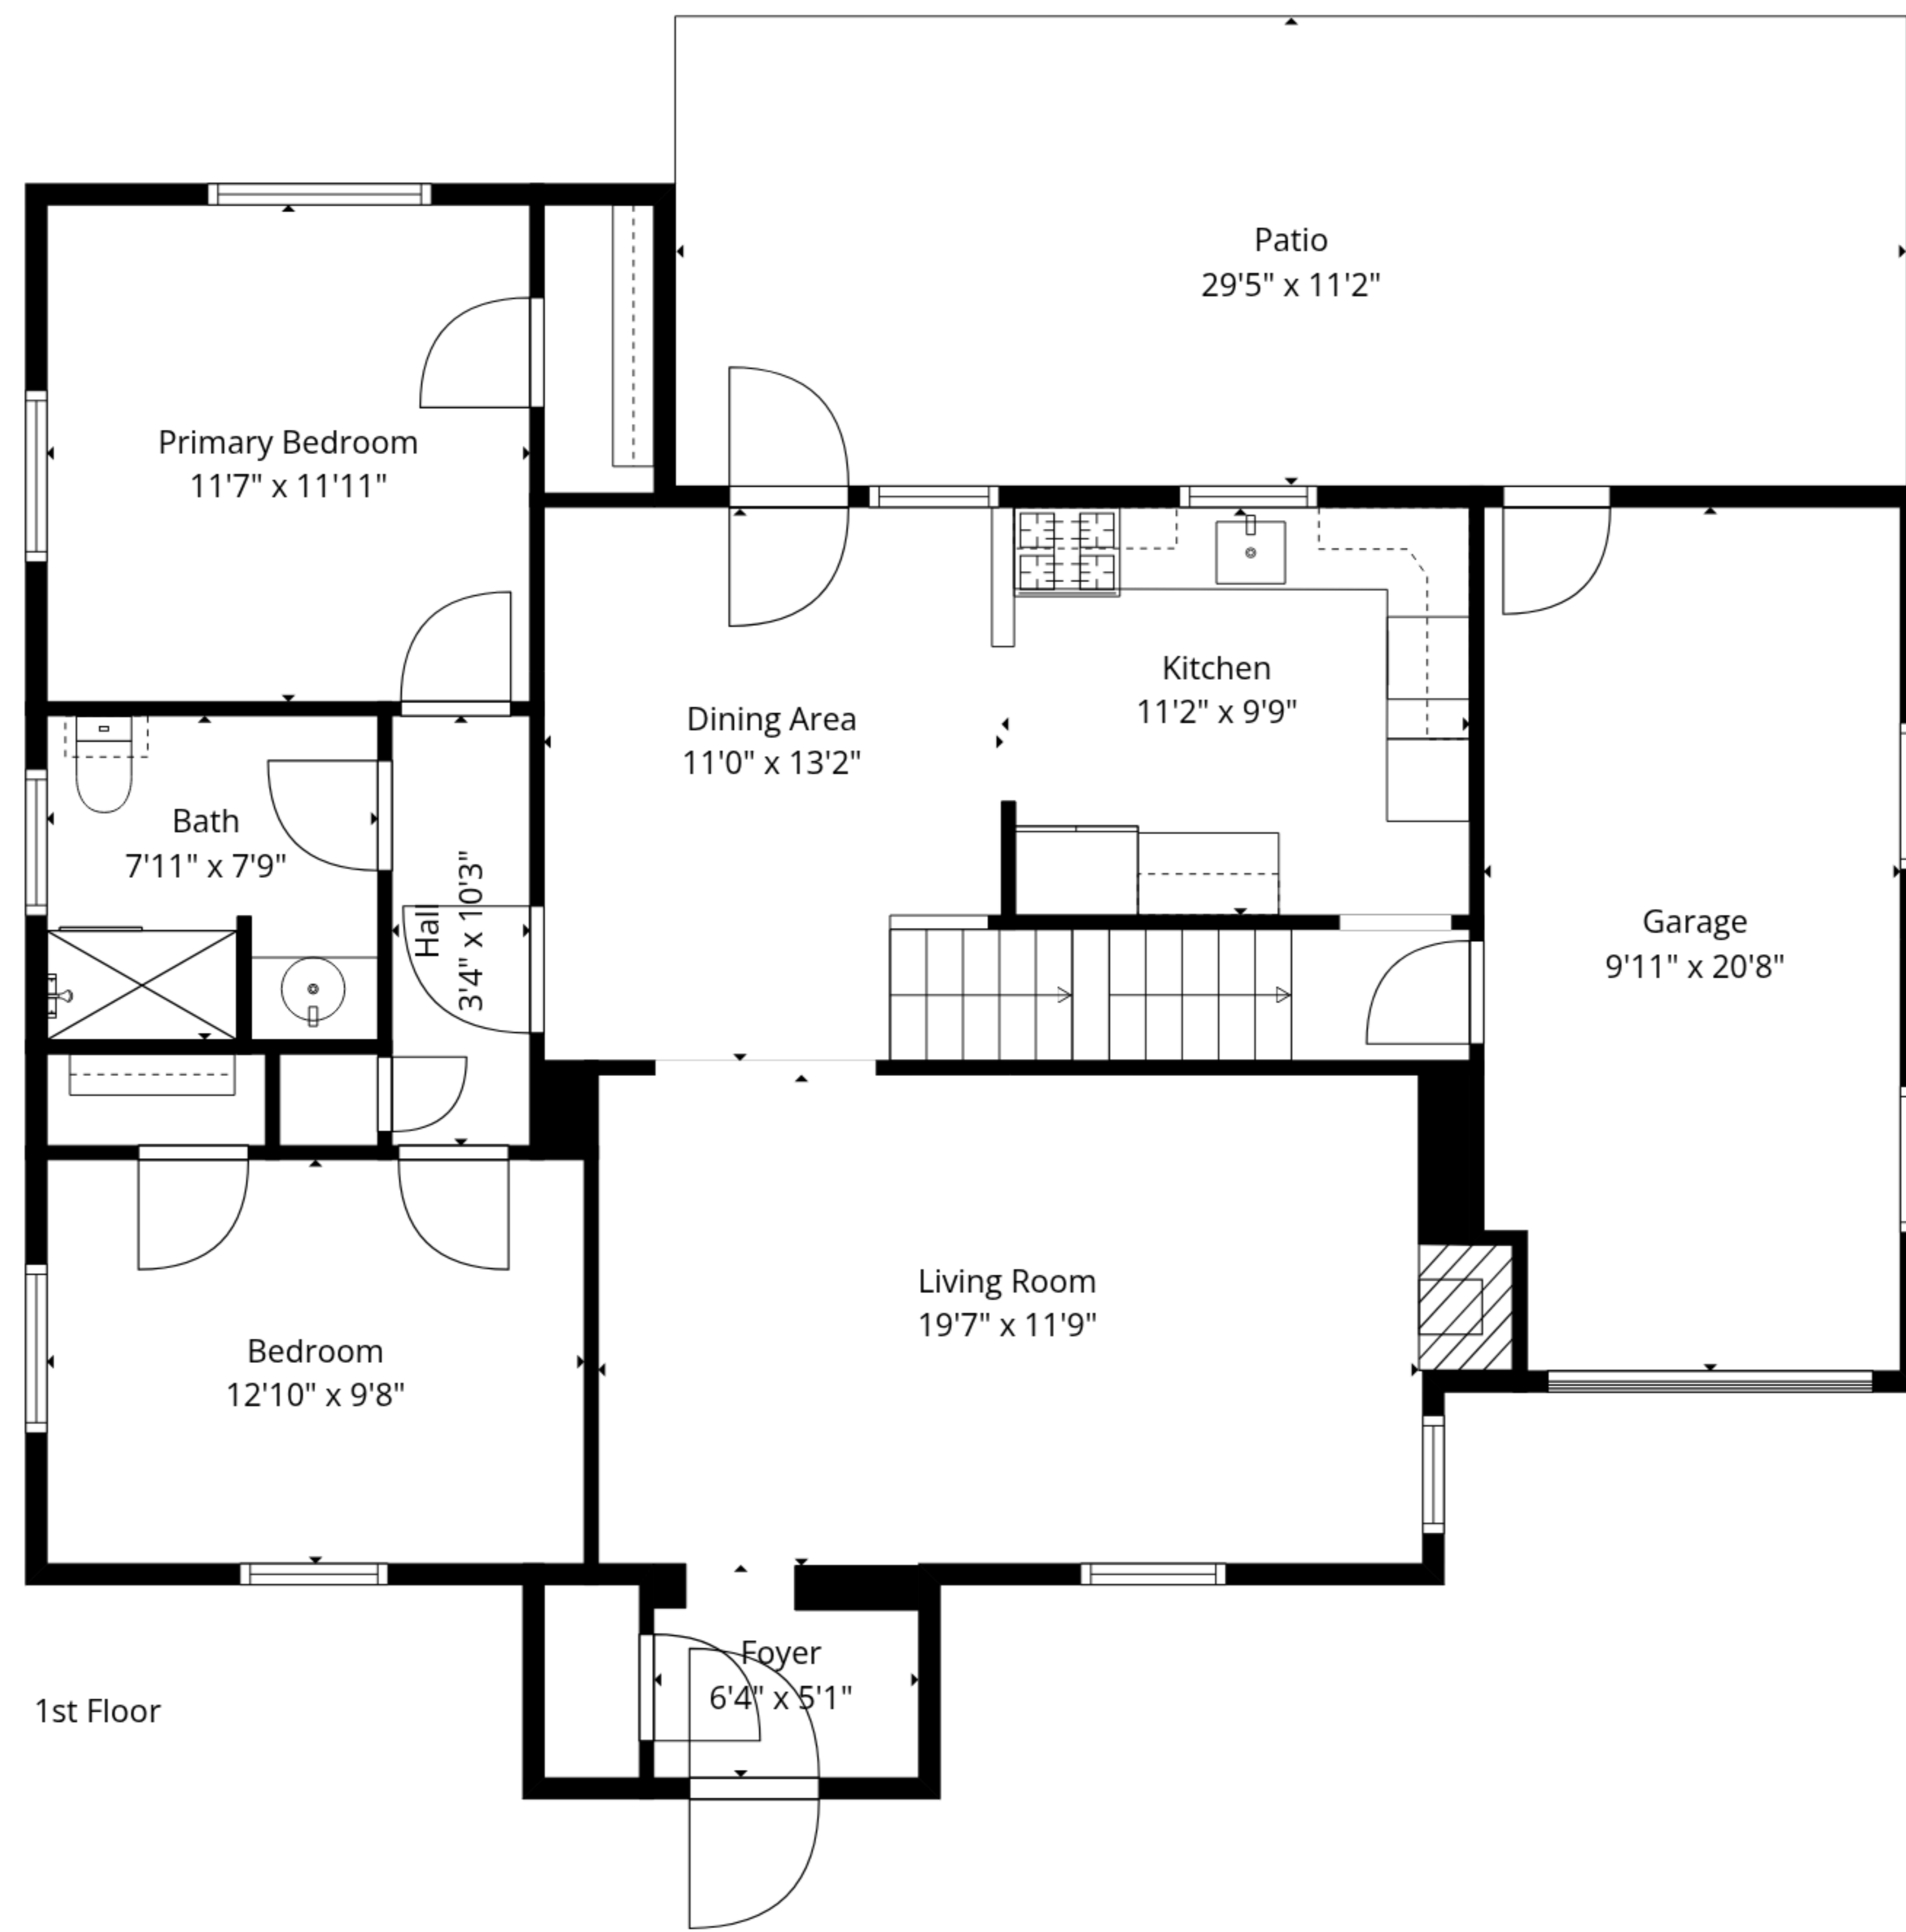 Patio
29'5" x 11'2"
Primary Bedroom
11'7" x 11'11"
Kitchen
11'2" x 9'9"
Dining Area
11'0" x 13'2"
Bath
7'11" x 7'9"
Hall
3'4" x 10'3"
Garage
9'11" x 20'8"
Living Room
19'7" x 11'9"
Bedroom
12'10" x 9'8"
Foyer
6'4" x 5'1"
1st Floor